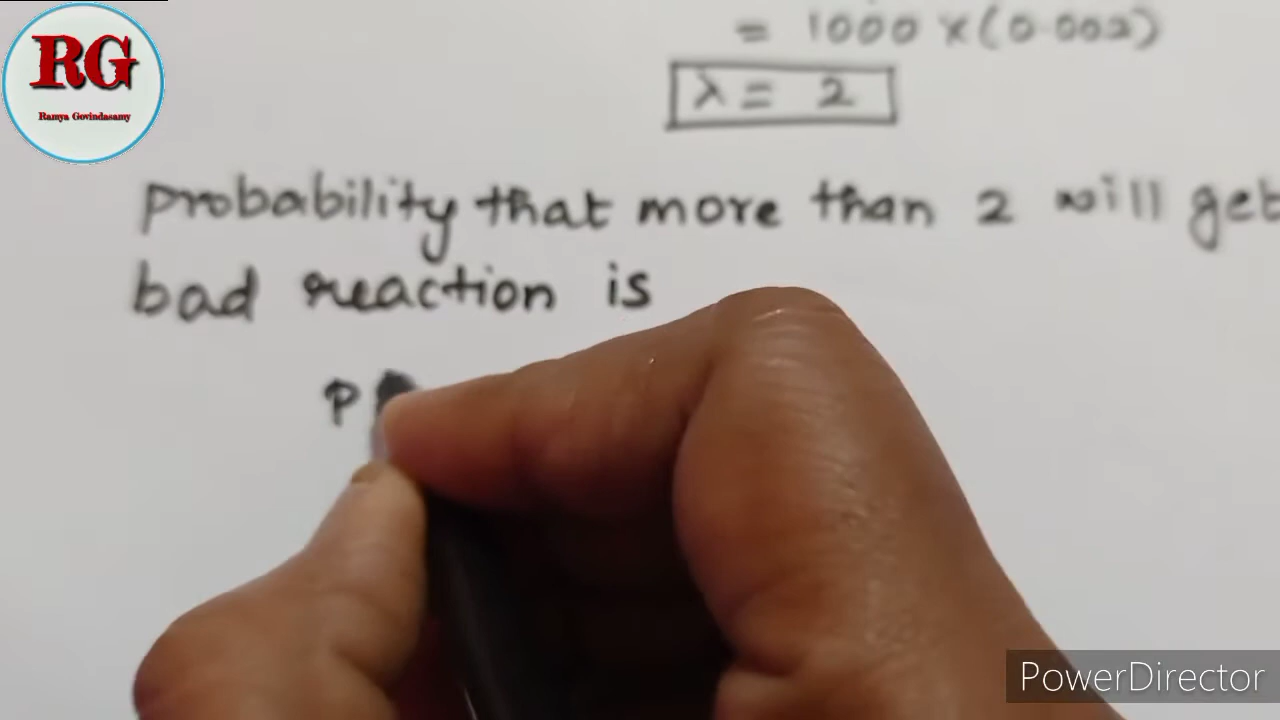 RG
Ramya Govindasamy
= 1000 x (0.002)
λ = 2
probability that more than 2 will get
bad reaction is
P
PowerDirector